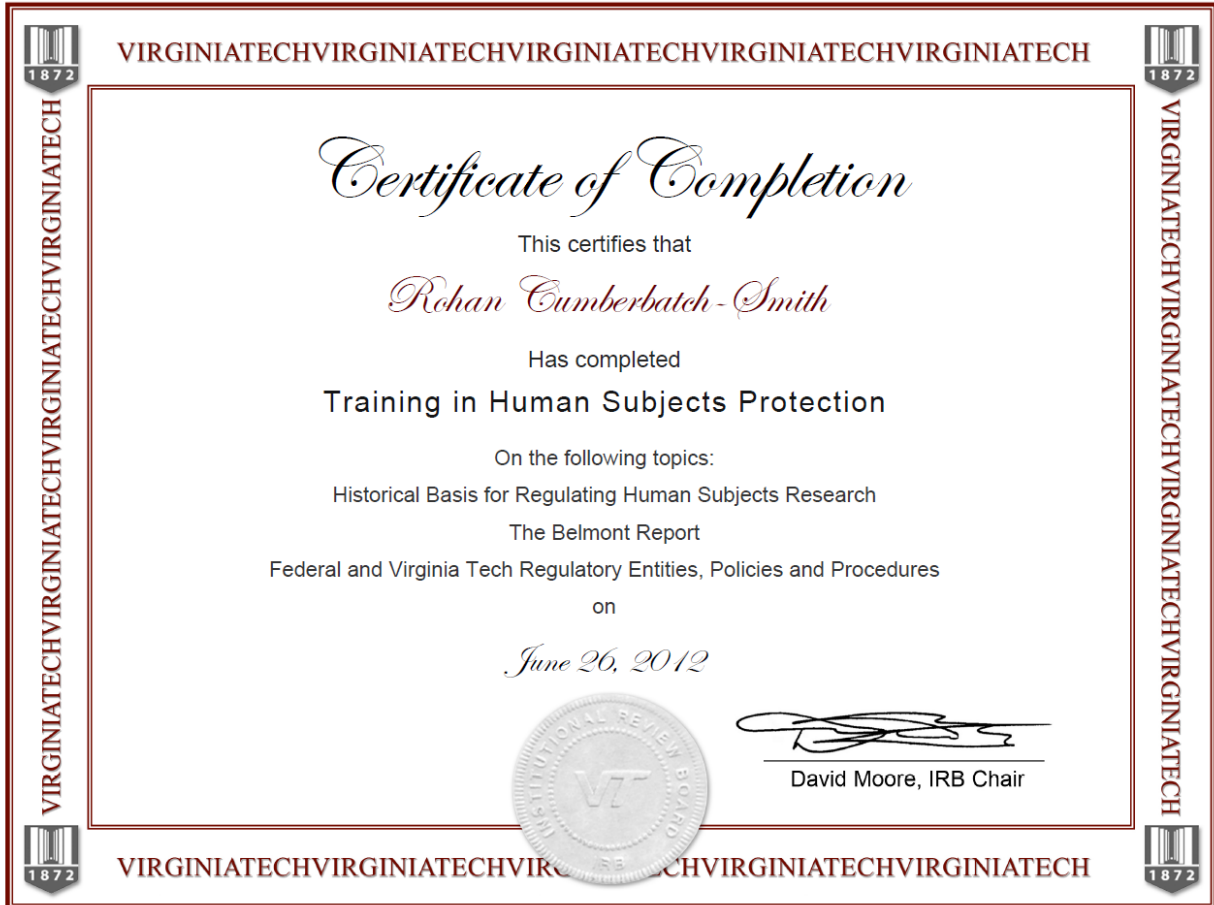 VIRGINIATECHVIRGINIATECHVIRGINIATECHVIRGINIATECHVIRGINIATECH
1872
1872
VIRGINIATECHVIRGINIATECHVIRGINIATECHVIRGINIATECH
VIRGINIATECHVIRGINIATECHVIRGINIATECHVIRGINIATECH
Certificate of Completion
This certifies that
Rohan Cumberbatch-Smith
Has completed
Training in Human Subjects Protection
On the following topics:
Historical Basis for Regulating Human Subjects Research
The Belmont Report
Federal and Virginia Tech Regulatory Entities, Policies and Procedures
on
June 26, 2012
INSTITUTIONAL REVIEW BOARD
VT
IRB
David Moore, IRB Chair
1872
VIRGINIATECHVIRGINIATECHVIR CHVIRGINIATECHVIRGINIATECH
1872